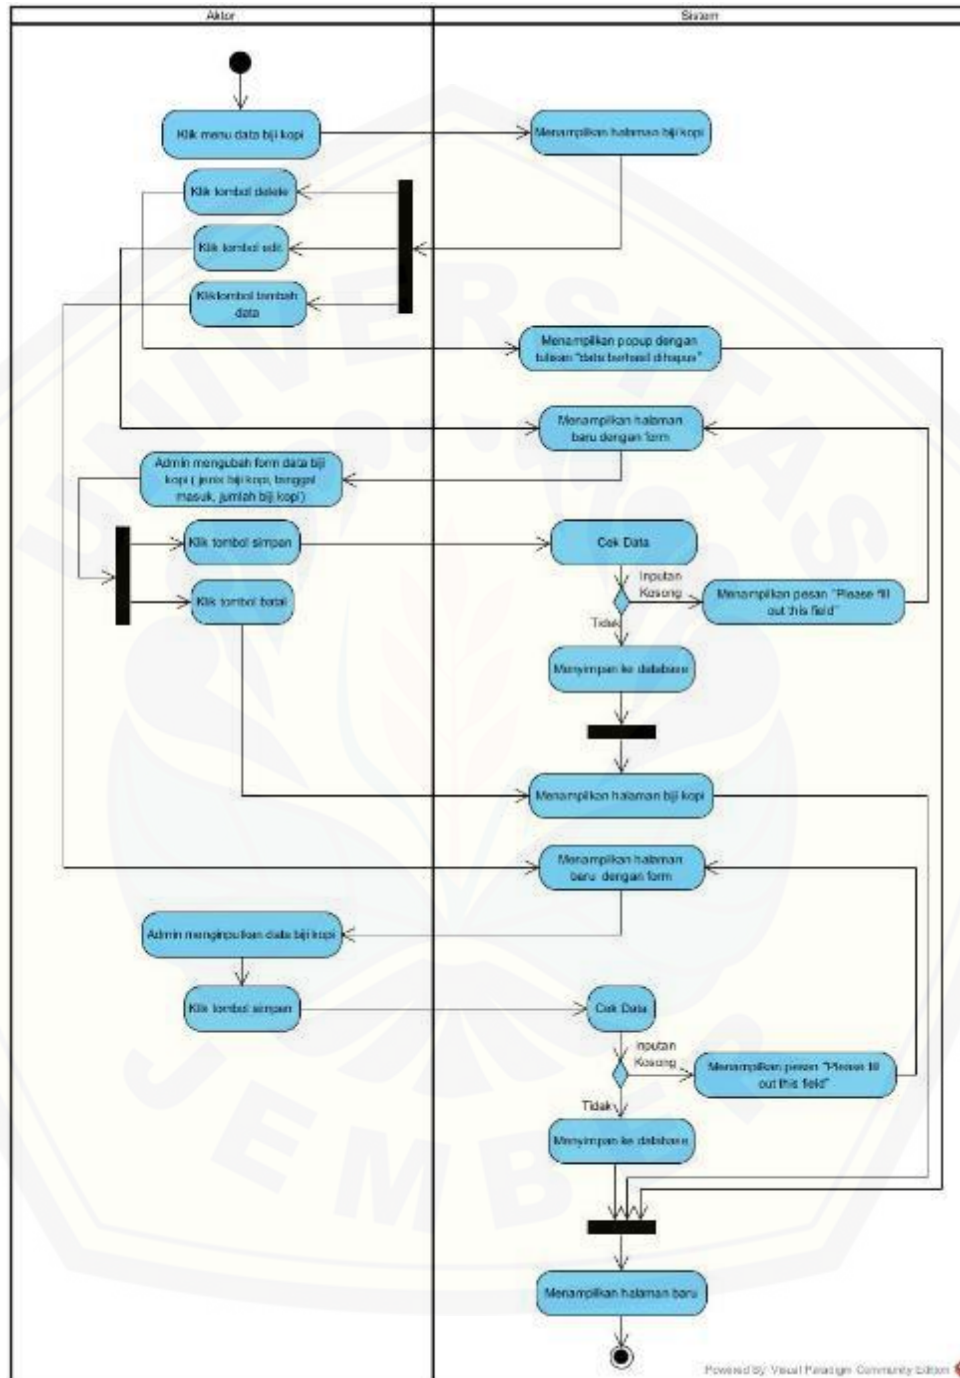 Aktor
Sistem
Klik menu data biji kopi
Menampilkan halaman biji kopi
Klik tombol delete
Klik tombol edit
Klik tombol tambah
data
Menampilkan popup dengan
tulisan "data berhasil dihapus"
Menampilkan halaman
baru dengan form
Admin mengubah form data biji
kopi ( jenis biji kopi, tanggal
masuk, jumlah biji kopi)
Klik tombol simpan
Cek Data
Inputan
Kosong
Menampilkan pesan "Please fill
out this field"
Klik tombol batal
Tidak
Menyimpan ke database
Menampilkan halaman biji kopi
Menampilkan halaman
baru dengan form
Admin menginputkan data biji kopi
Klik tombol simpan
Cek Data
Inputan
Kosong
Menampilkan pesan "Please fill
out this field"
Tidak
Menyimpan ke database
Menampilkan halaman baru
Powered By Visual Paradigm Community Edition
UNIVERSITAS
JEMBER